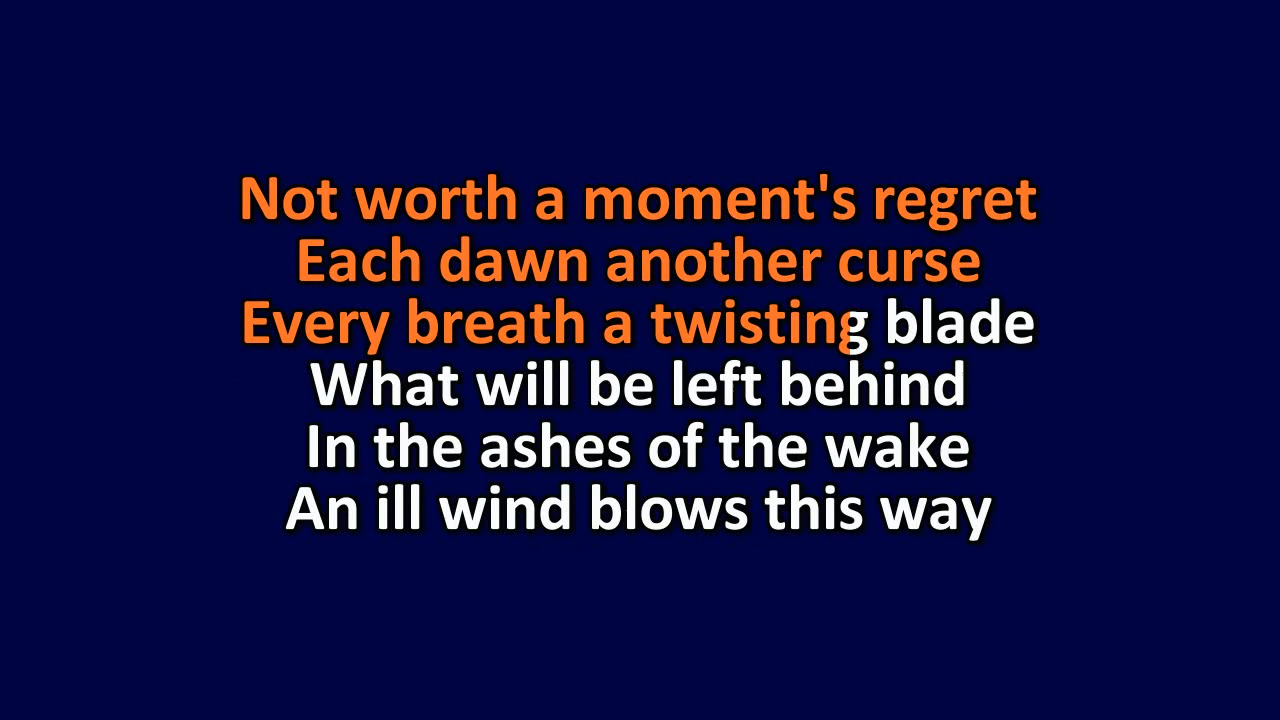 Not worth a moment's regret
Each dawn another curse
Every breath a twisting blade
What will be left behind
In the ashes of the wake
An ill wind blows this way